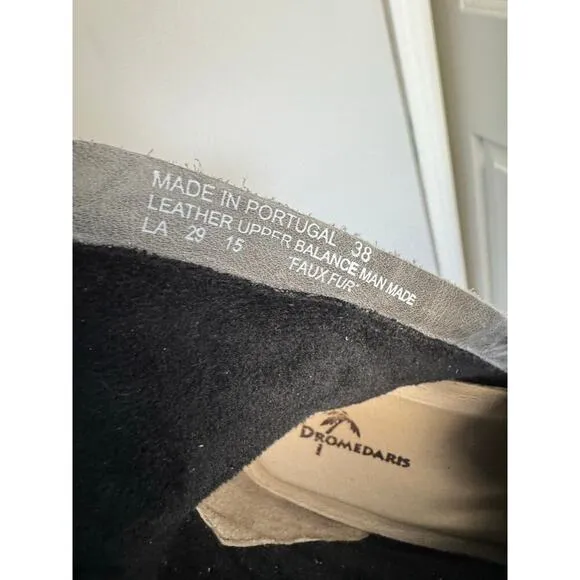 MADE IN PORTUGAL 38
LEATHER UPPER BALANCE MAN MADE
LA 29 15 'FAUX FUR'
DROMEDARIS